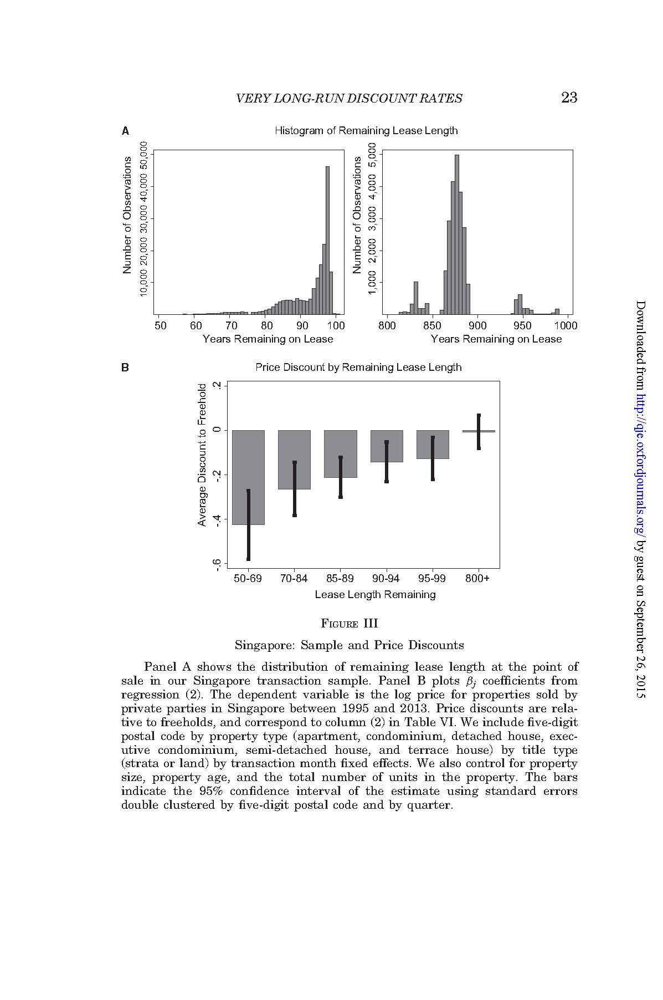 VERY LONG-RUN DISCOUNT RATES 23
A Histogram of Remaining Lease Length
Number of Observations
10,000 20,000 30,000 40,000 50,000
50 60 70 80 90 100
Years Remaining on Lease
Number of Observations
1,000 2,000 3,000 4,000 5,000
800 850 900 950 1000
Years Remaining on Lease
B Price Discount by Remaining Lease Length
Average Discount to Freehold
-.6 -.4 -.2 0 .2
50-69 70-84 85-89 90-94 95-99 800+
Lease Length Remaining
FIGURE III
Singapore: Sample and Price Discounts
Panel A shows the distribution of remaining lease length at the point of
sale in our Singapore transaction sample. Panel B plots βj coefficients from
regression (2). The dependent variable is the log price for properties sold by
private parties in Singapore between 1995 and 2013. Price discounts are rela-
tive to freeholds, and correspond to column (2) in Table VI. We include five-digit
postal code by property type (apartment, condominium, detached house, exec-
utive condominium, semi-detached house, and terrace house) by title type
(strata or land) by transaction month fixed effects. We also control for property
size, property age, and the total number of units in the property. The bars
indicate the 95% confidence interval of the estimate using standard errors
double clustered by five-digit postal code and by quarter.
Downloaded from http://qje.oxfordjournals.org/ by guest on September 26, 2015